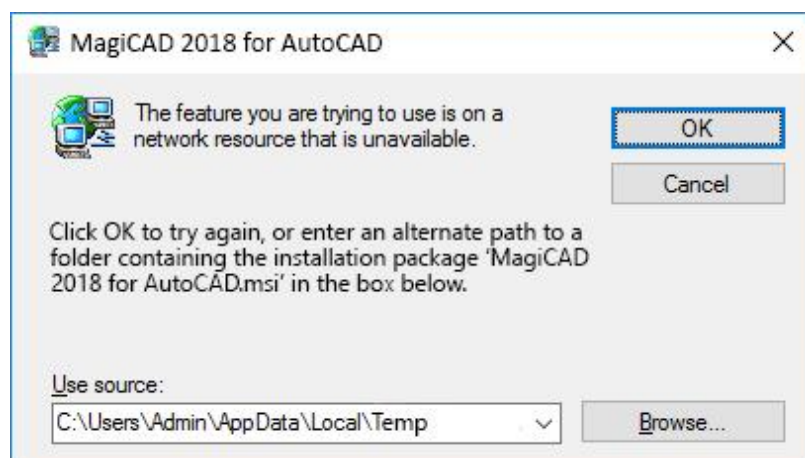 MagiCAD 2018 for AutoCAD
The feature you are trying to use is on a
network resource that is unavailable.
OK
Cancel
Click OK to try again, or enter an alternate path to a
folder containing the installation package 'MagiCAD
2018 for AutoCAD.msi' in the box below.
Use source:
C:\Users\Admin\AppData\Local\Temp
Browse...